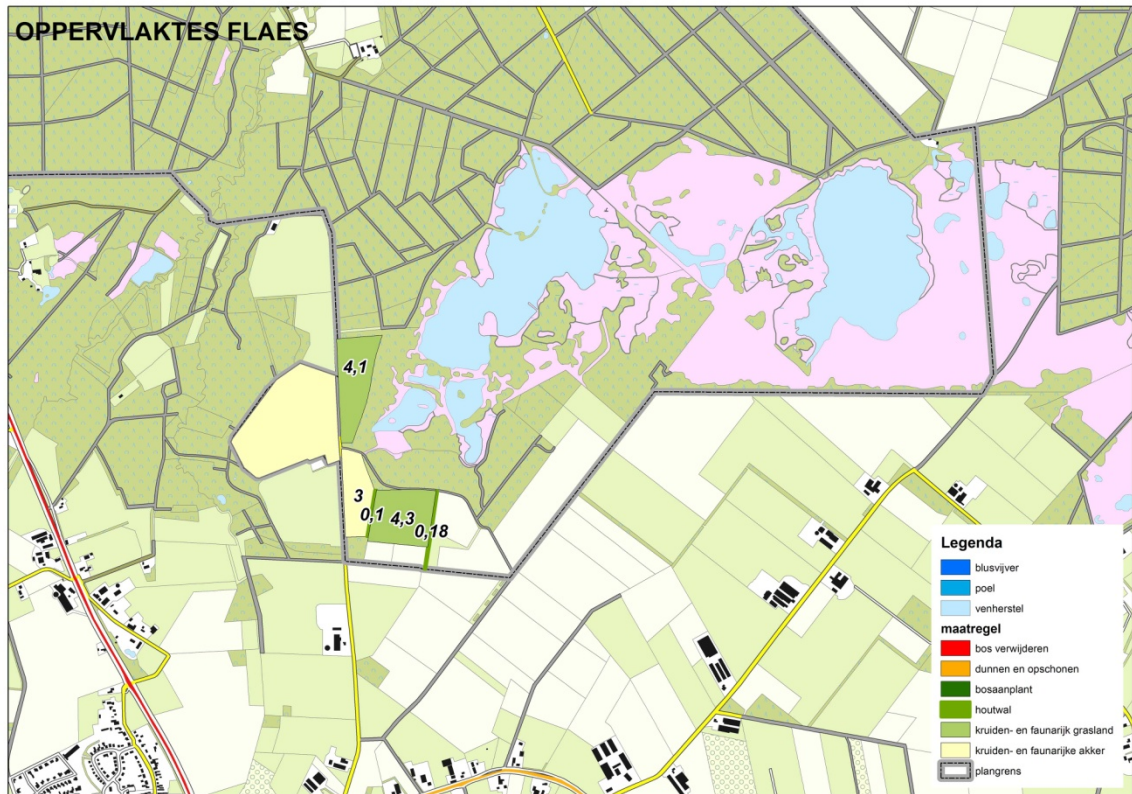 OPPERVLAKTES FLAES
4,1
3
0,1
4,3
0,18
Legenda
blusvijver
poel
venherstel
maatregel
bos verwijderen
dunnen en opschonen
bosaanplant
houtwal
kruiden- en faunarijk grasland
kruiden- en faunarijke akker
plangrens